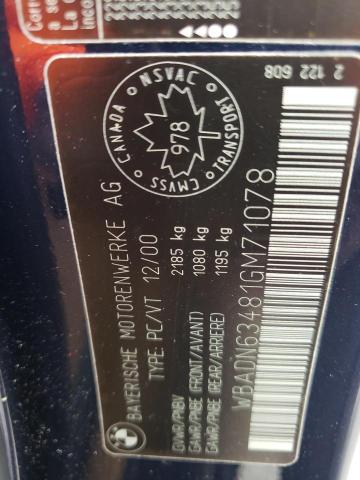 2 122 608
NSVAC
CANADA TRANSPORT
978
CMVSS
BMW
BAYERISCHE MOTORENWERKE AG
TYPE: PC/VT 12/00
GVWR/PNBV 2185 kg
GAWR/PNBE (FRONT/AVANT) 1080 kg
GAWR/PNBE (REAR/ARRIERE) 1195 kg
WBADN63481GM71078